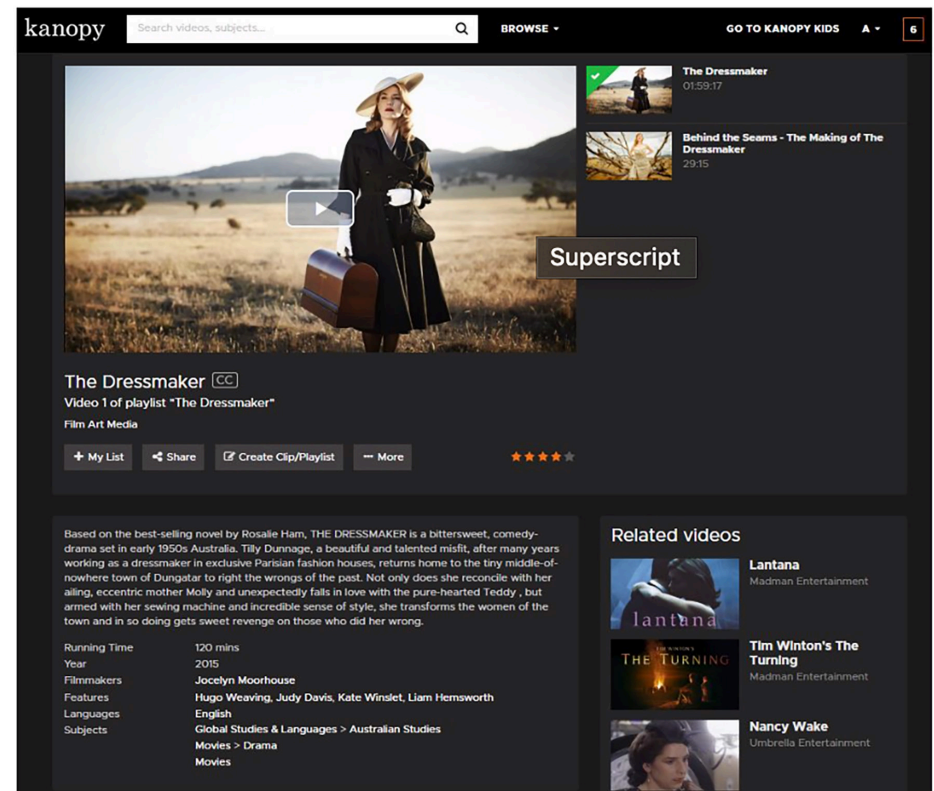 kanopy
Search videos, subjects...
BROWSE
GO TO KANOPY KIDS
A
6
The Dressmaker
01:59:17
Behind the Seams - The Making of The
Dressmaker
29:15
Superscript
The Dressmaker CC
Video 1 of playlist "The Dressmaker"
Film Art Media
+ My List
Share
Create Clip/Playlist
More
Based on the best-selling novel by Rosalie Ham, THE DRESSMAKER is a bittersweet, comedy-
drama set in early 1950s Australia. Tilly Dunnage, a beautiful and talented misfit, after many years
working as a dressmaker in exclusive Parisian fashion houses, returns home to the tiny middle-of-
nowhere town of Dungatar to right the wrongs of the past. Not only does she reconcile with her
ailing, eccentric mother Molly and unexpectedly falls in love with the pure-hearted Teddy , but
armed with her sewing machine and incredible sense of style, she transforms the women of the
town and in so doing gets sweet revenge on those who did her wrong.
Running Time 120 mins
Year 2015
Filmmakers Jocelyn Moorhouse
Features Hugo Weaving, Judy Davis, Kate Winslet, Liam Hemsworth
Languages English
Subjects Global Studies & Languages > Australian Studies
Movies > Drama
Movies
Related videos
lantana
Lantana
Madman Entertainment
TIM WINTON'S
THE TURNING
Tim Winton's The
Turning
Madman Entertainment
Nancy Wake
Umbrella Entertainment